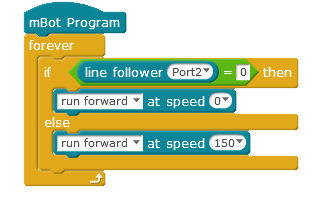 mBot Program
forever
if line follower Port2 = 0 then
run forward at speed 0
else
run forward at speed 150